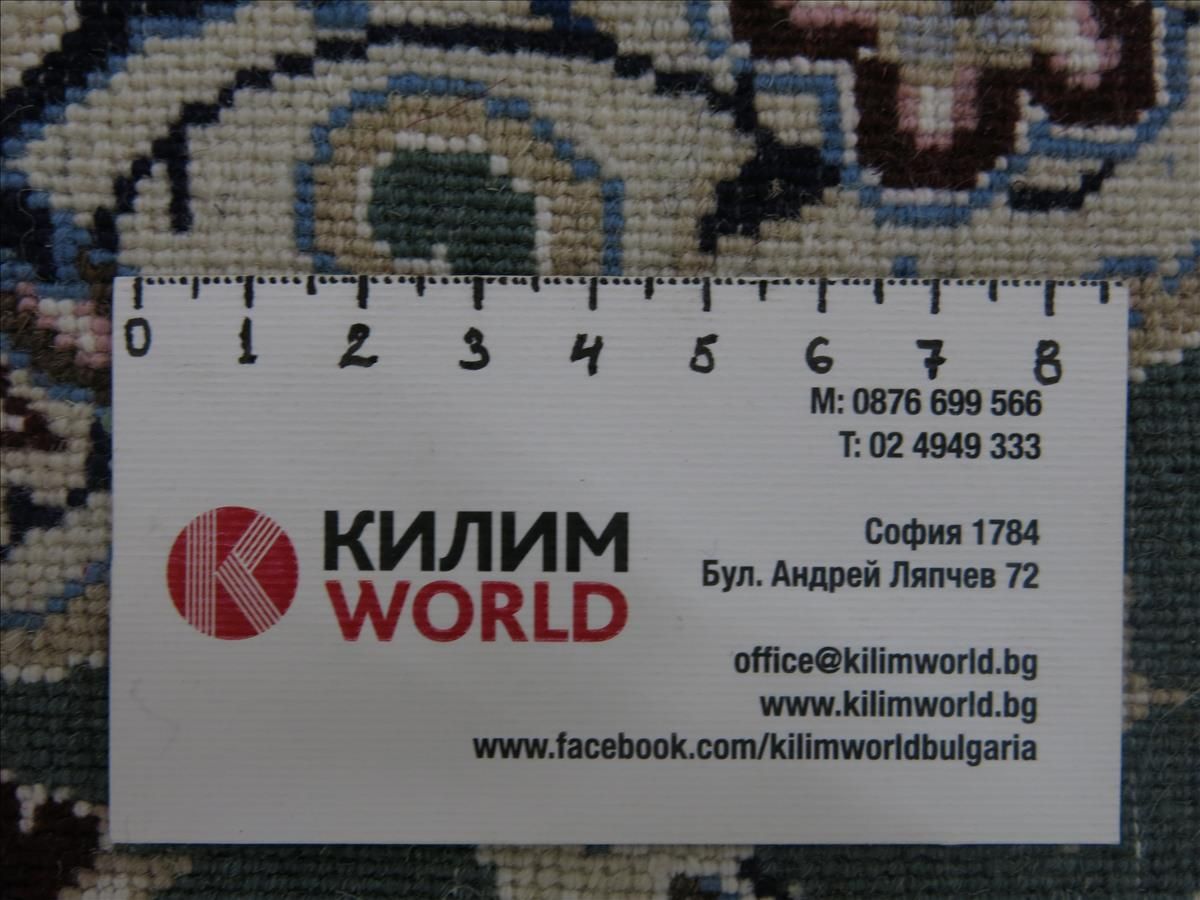 0 1 2 3 4 5 6 7 8
M: 0876 699 566
T: 02 4949 333
КИЛИМ
WORLD
София 1784
Бул. Андрей Ляпчев 72
office@kilimworld.bg
www.kilimworld.bg
www.facebook.com/kilimworldbulgaria